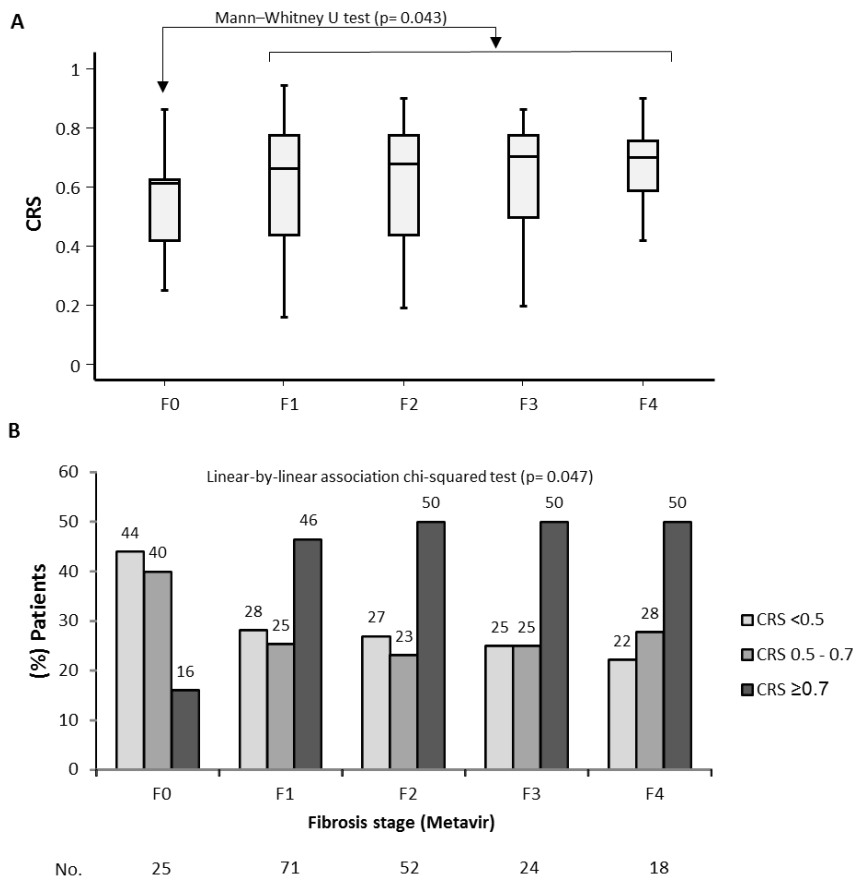 A
Mann–Whitney U test (p= 0.043)
CRS
1
0.8
0.6
0.4
0.2
0
F0 F1 F2 F3 F4
B
Linear-by-linear association chi-squared test (p= 0.047)
(%) Patients
60
50
40
30
20
10
0
44 40 16
28 25 46
27 23 50
25 25 50
22 28 50
CRS <0.5
CRS 0.5 - 0.7
CRS ≥0.7
F0 F1 F2 F3 F4
Fibrosis stage (Metavir)
No. 25 71 52 24 18